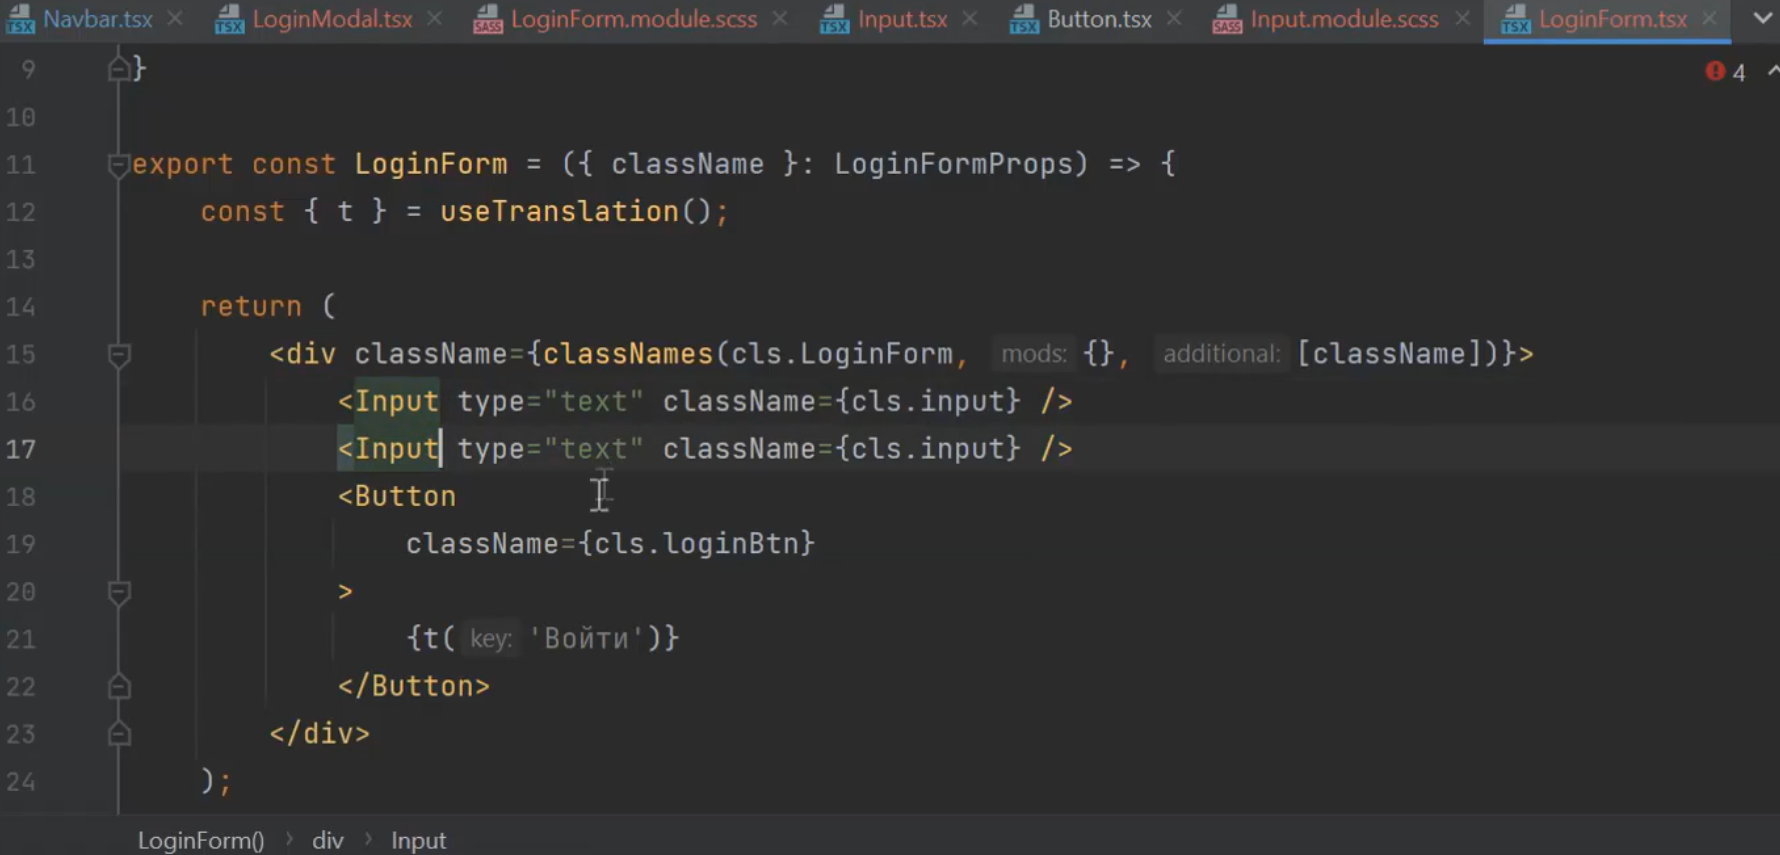 Navbar.tsx LoginModal.tsx LoginForm.module.scss Input.tsx Button.tsx Input.module.scss LoginForm.tsx
9 }
4
10
11 export const LoginForm = ({ className }: LoginFormProps) => {
12 const { t } = useTranslation();
13
14 return (
15 <div className={classNames(cls.LoginForm, mods: {}, additional: [className])}>
16 <Input type="text" className={cls.input} />
17 <Input type="text" className={cls.input} />
18 <Button
19 className={cls.loginBtn}
20 >
21 {t( key: 'Войти')}
22 </Button>
23 </div>
24 );
LoginForm() › div › Input